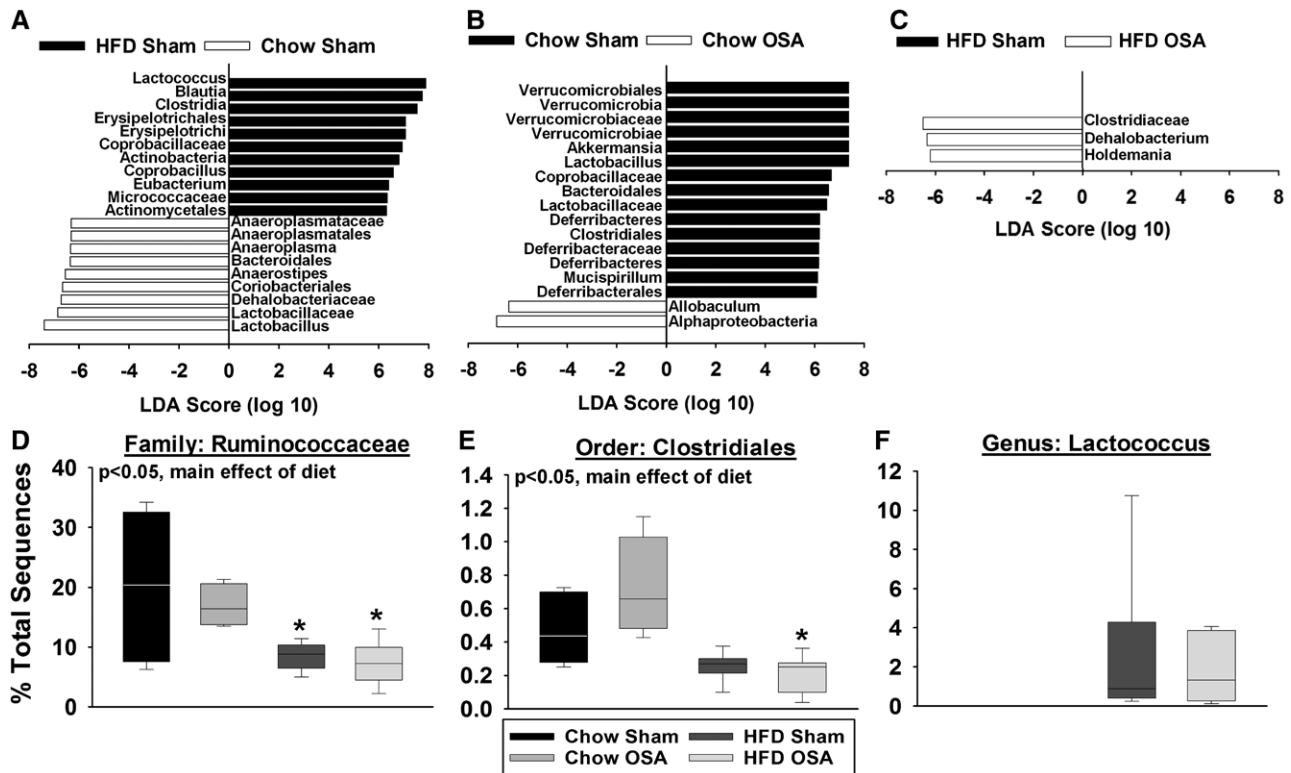 A
HFD Sham Chow Sham
Lactococcus
Blautia
Clostridia
Erysipelotrichales
Erysipelotrichi
Coprobacillaceae
Actinobacteria
Coprobacillus
Eubacterium
Micrococcaceae
Actinomycetales
Anaeroplasmataceae
Anaeroplasmatales
Anaeroplasma
Bacteroidales
Anaerostipes
Coriobacteriales
Dehalobacteriaceae
Lactobacillaceae
Lactobacillus
-8 -6 -4 -2 0 2 4 6 8
LDA Score (log 10)
B
Chow Sham Chow OSA
Verrucomicrobiales
Verrucomicrobia
Verrucomicrobiaceae
Verrucomicrobiae
Akkermansia
Lactobacillus
Coprobacillaceae
Bacteroidales
Lactobacillaceae
Deferribacteres
Clostridiales
Deferribacteraceae
Deferribacteres
Mucispirillum
Deferribacterales
Allobaculum
Alphaproteobacteria
-8 -6 -4 -2 0 2 4 6 8
LDA Score (log 10)
C
HFD Sham HFD OSA
Clostridiaceae
Dehalobacterium
Holdemania
-8 -6 -4 -2 0 2 4 6 8
LDA Score (log 10)
D
Family: Ruminococcaceae
p<0.05, main effect of diet
% Total Sequences
40
30
20
10
0
* *
E
Order: Clostridiales
p<0.05, main effect of diet
1.4
1.2
1.0
0.8
0.6
0.4
0.2
0.0
*
Chow Sham HFD Sham
Chow OSA HFD OSA
F
Genus: Lactococcus
12
10
8
6
4
2
0